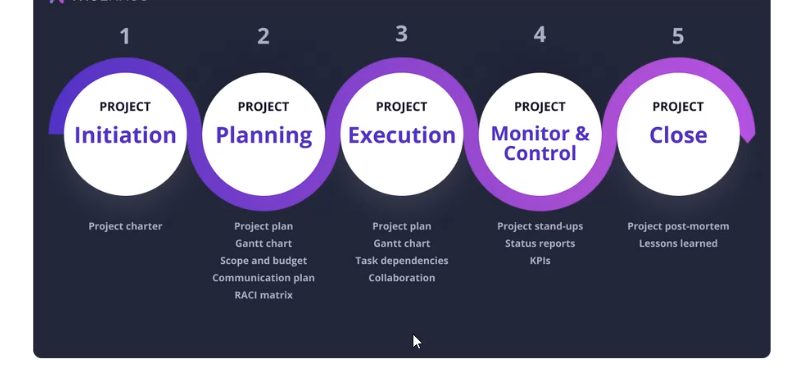 1
PROJECT
Initiation
Project charter
2
PROJECT
Planning
Project plan
Gantt chart
Scope and budget
Communication plan
RACI matrix
3
PROJECT
Execution
Project plan
Gantt chart
Task dependencies
Collaboration
4
PROJECT
Monitor &
Control
Project stand-ups
Status reports
KPIs
5
PROJECT
Close
Project post-mortem
Lessons learned